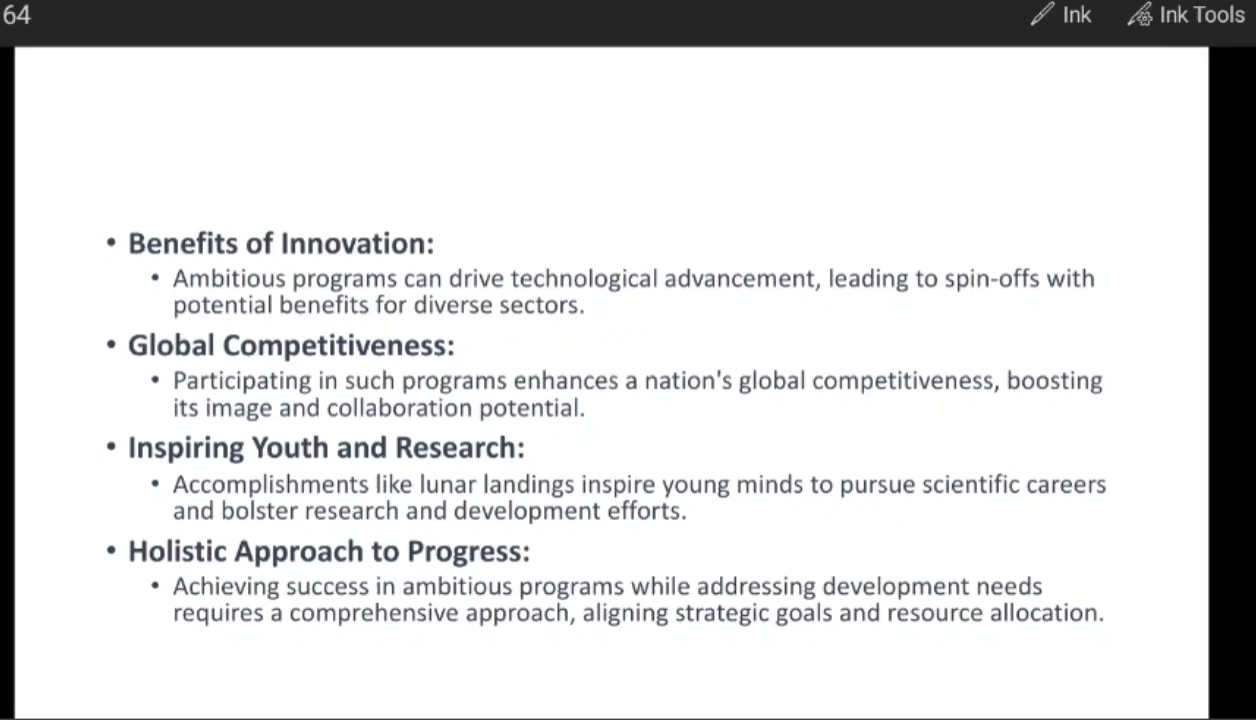 64
Ink
Ink Tools
• Benefits of Innovation:
• Ambitious programs can drive technological advancement, leading to spin-offs with
potential benefits for diverse sectors.
• Global Competitiveness:
• Participating in such programs enhances a nation's global competitiveness, boosting
its image and collaboration potential.
• Inspiring Youth and Research:
• Accomplishments like lunar landings inspire young minds to pursue scientific careers
and bolster research and development efforts.
• Holistic Approach to Progress:
• Achieving success in ambitious programs while addressing development needs
requires a comprehensive approach, aligning strategic goals and resource allocation.